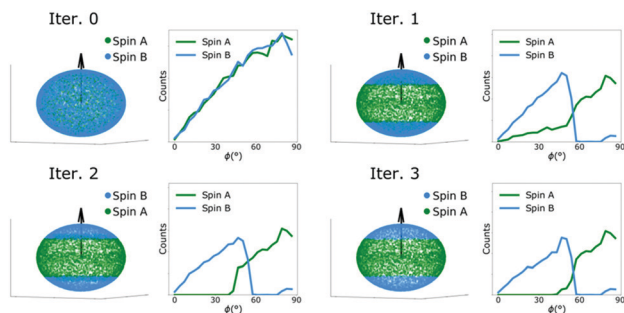 Iter. 0
Spin A
Spin B
Spin A
Spin B
Counts
0 30 60 90
ϕ(°)
Iter. 1
Spin A
Spin B
Spin A
Spin B
Counts
0 30 60 90
ϕ(°)
Iter. 2
Spin B
Spin A
Spin A
Spin B
Counts
0 30 60 90
ϕ(°)
Iter. 3
Spin B
Spin A
Spin A
Spin B
Counts
0 30 60 90
ϕ(°)